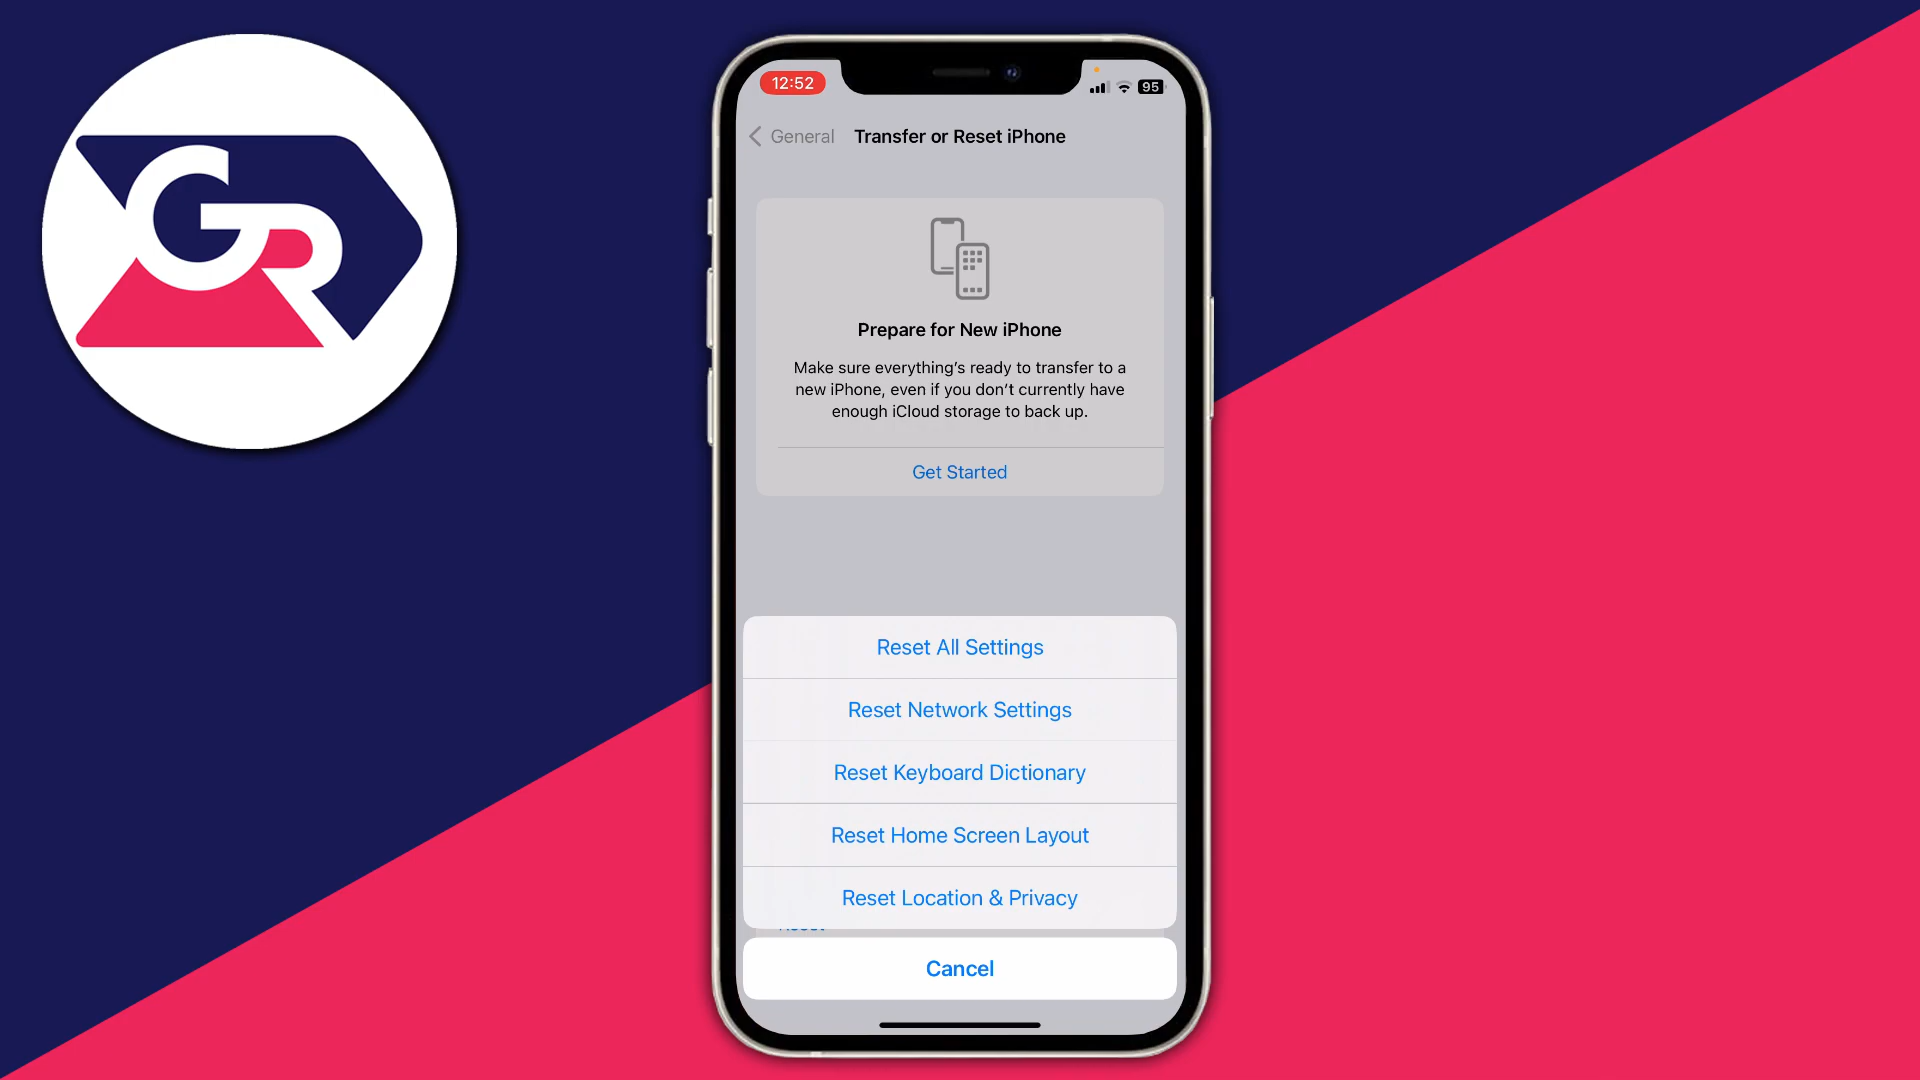 GR
12:52
95
General
Transfer or Reset iPhone
Prepare for New iPhone
Make sure everything's ready to transfer to a
new iPhone, even if you don't currently have
enough iCloud storage to back up.
Get Started
Reset All Settings
Reset Network Settings
Reset Keyboard Dictionary
Reset Home Screen Layout
Reset Location & Privacy
Reset
Cancel